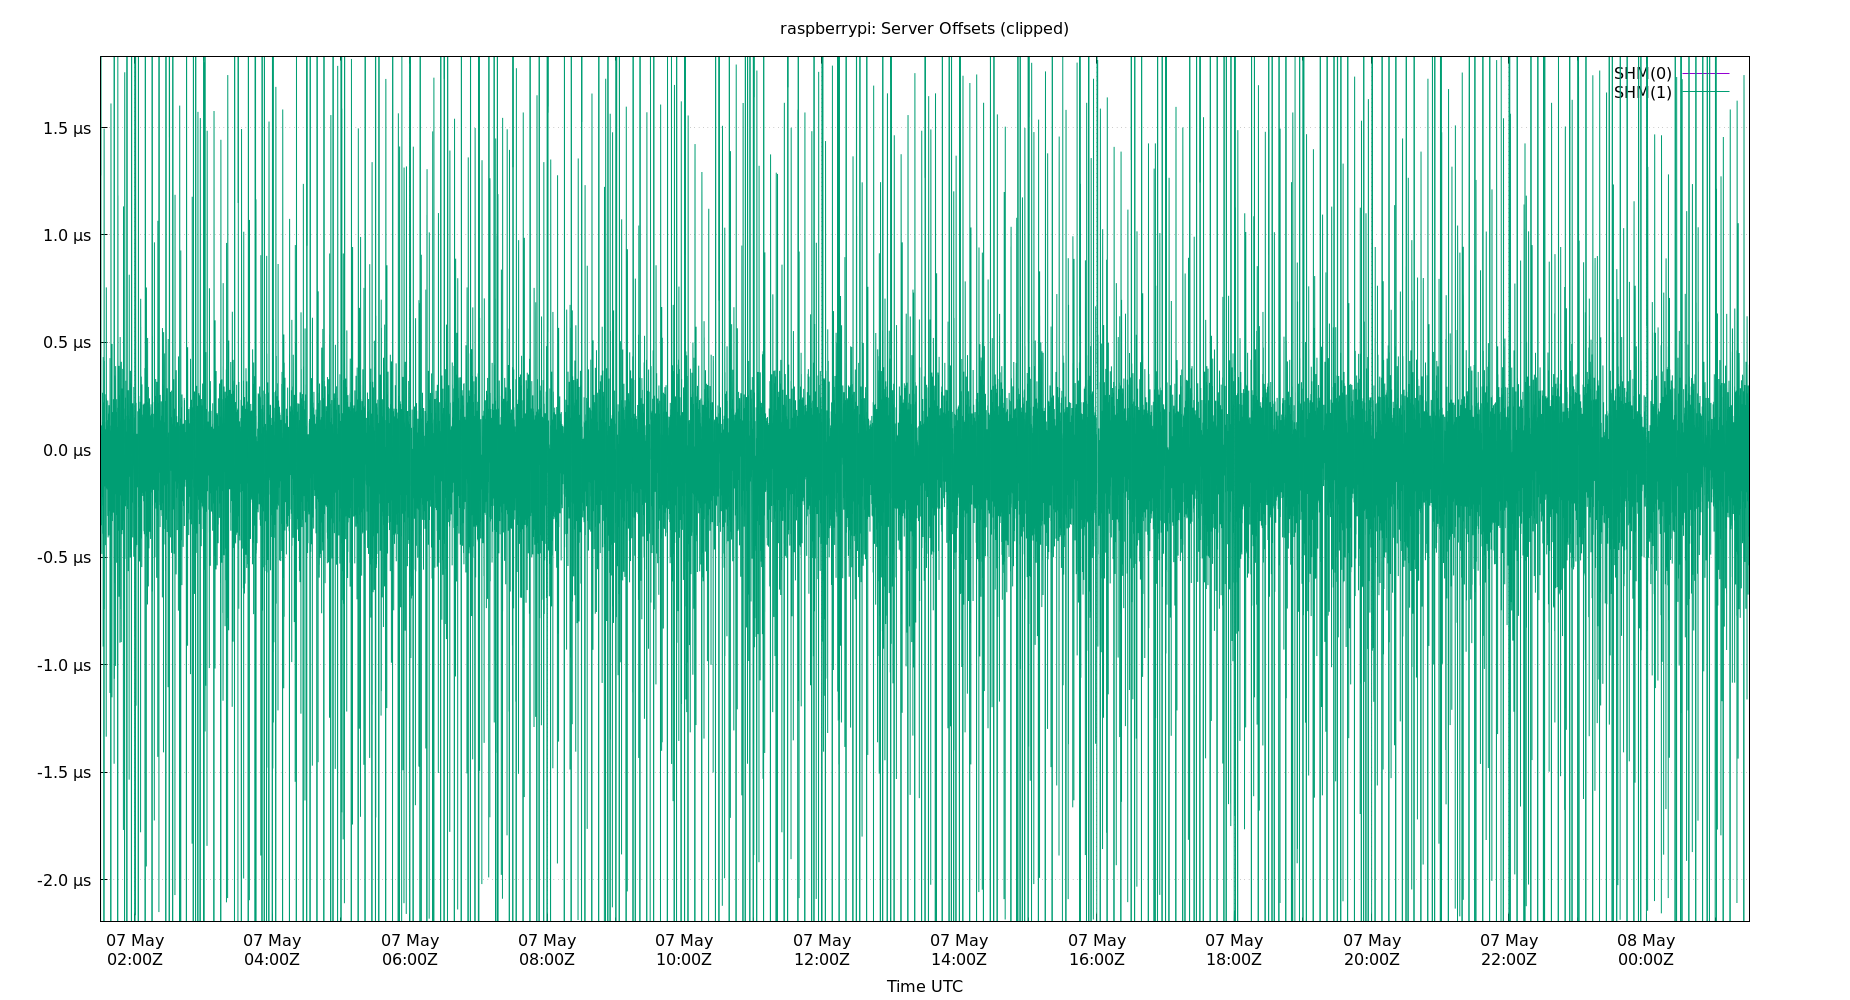 raspberrypi: Server Offsets (clipped)
SHM(0)
SHM(1)
1.5 µs
1.0 µs
0.5 µs
0.0 µs
-0.5 µs
-1.0 µs
-1.5 µs
-2.0 µs
07 May 07 May 07 May 07 May 07 May 07 May 07 May 07 May 07 May 07 May 07 May 08 May
02:00Z 04:00Z 06:00Z 08:00Z 10:00Z 12:00Z 14:00Z 16:00Z 18:00Z 20:00Z 22:00Z 00:00Z
Time UTC